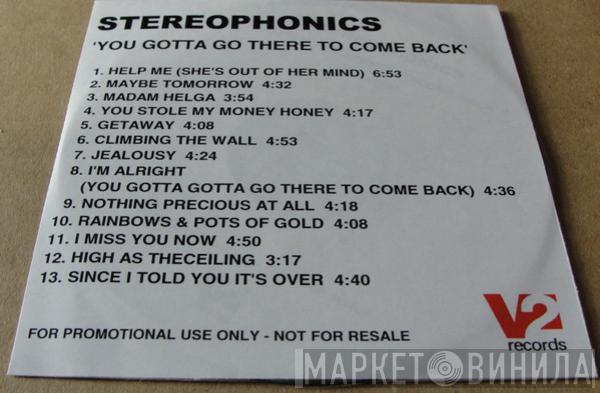 STEREOPHONICS
'YOU GOTTA GO THERE TO COME BACK'
1. HELP ME (SHE'S OUT OF HER MIND) 6:53
2. MAYBE TOMORROW 4:32
3. MADAM HELGA 3:54
4. YOU STOLE MY MONEY HONEY 4:17
5. GETAWAY 4:08
6. CLIMBING THE WALL 4:53
7. JEALOUSY 4:24
8. I'M ALRIGHT
(YOU GOTTA GOTTA GO THERE TO COME BACK) 4:36
9. NOTHING PRECIOUS AT ALL 4:18
10. RAINBOWS & POTS OF GOLD 4:08
11. I MISS YOU NOW 4:50
12. HIGH AS THECEILING 3:17
13. SINCE I TOLD YOU IT'S OVER 4:40
V2
records
FOR PROMOTIONAL USE ONLY - NOT FOR RESALE
МАРКЕТ ВИНИЛА